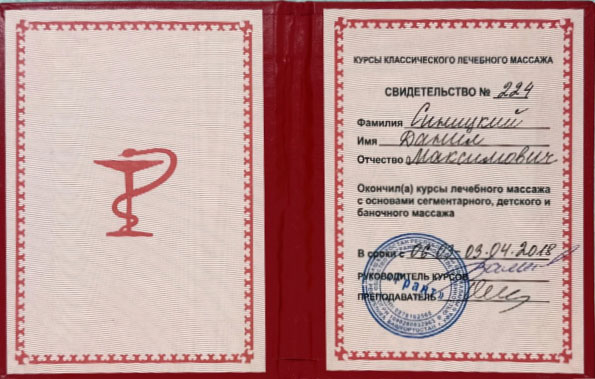 КУРСЫ КЛАССИЧЕСКОГО ЛЕЧЕБНОГО МАССАЖА
СВИДЕТЕЛЬСТВО № 224
Фамилия Синицкий
Имя Даниил
Отчество Максимович
Окончил(а) курсы лечебного массажа
с основами сегментарного, детского и
баночного массажа
В сроки с 06.03-03.04.2018
РУКОВОДИТЕЛЬ КУРСОВ
ПРЕПОДАВАТЕЛЬ
"Грант"